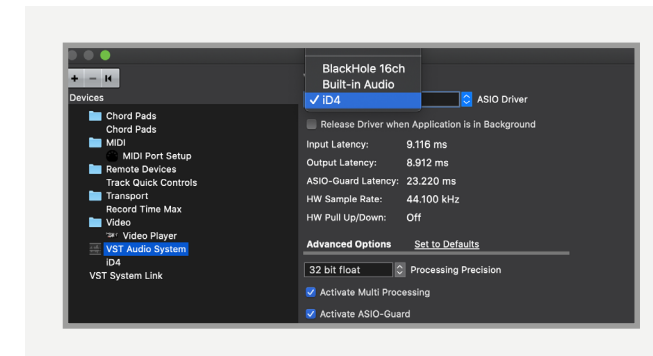 BlackHole 16ch
Built-in Audio
iD4
ASIO Driver
Devices
Chord Pads
Chord Pads
MIDI
MIDI Port Setup
Remote Devices
Track Quick Controls
Transport
Record Time Max
Video
Video Player
VST Audio System
iD4
VST System Link
Release Driver when Application is in Background
Input Latency: 9.116 ms
Output Latency: 8.912 ms
ASIO-Guard Latency: 23.220 ms
HW Sample Rate: 44.100 kHz
HW Pull Up/Down: Off
Advanced Options Set to Defaults
32 bit float Processing Precision
Activate Multi Processing
Activate ASIO-Guard